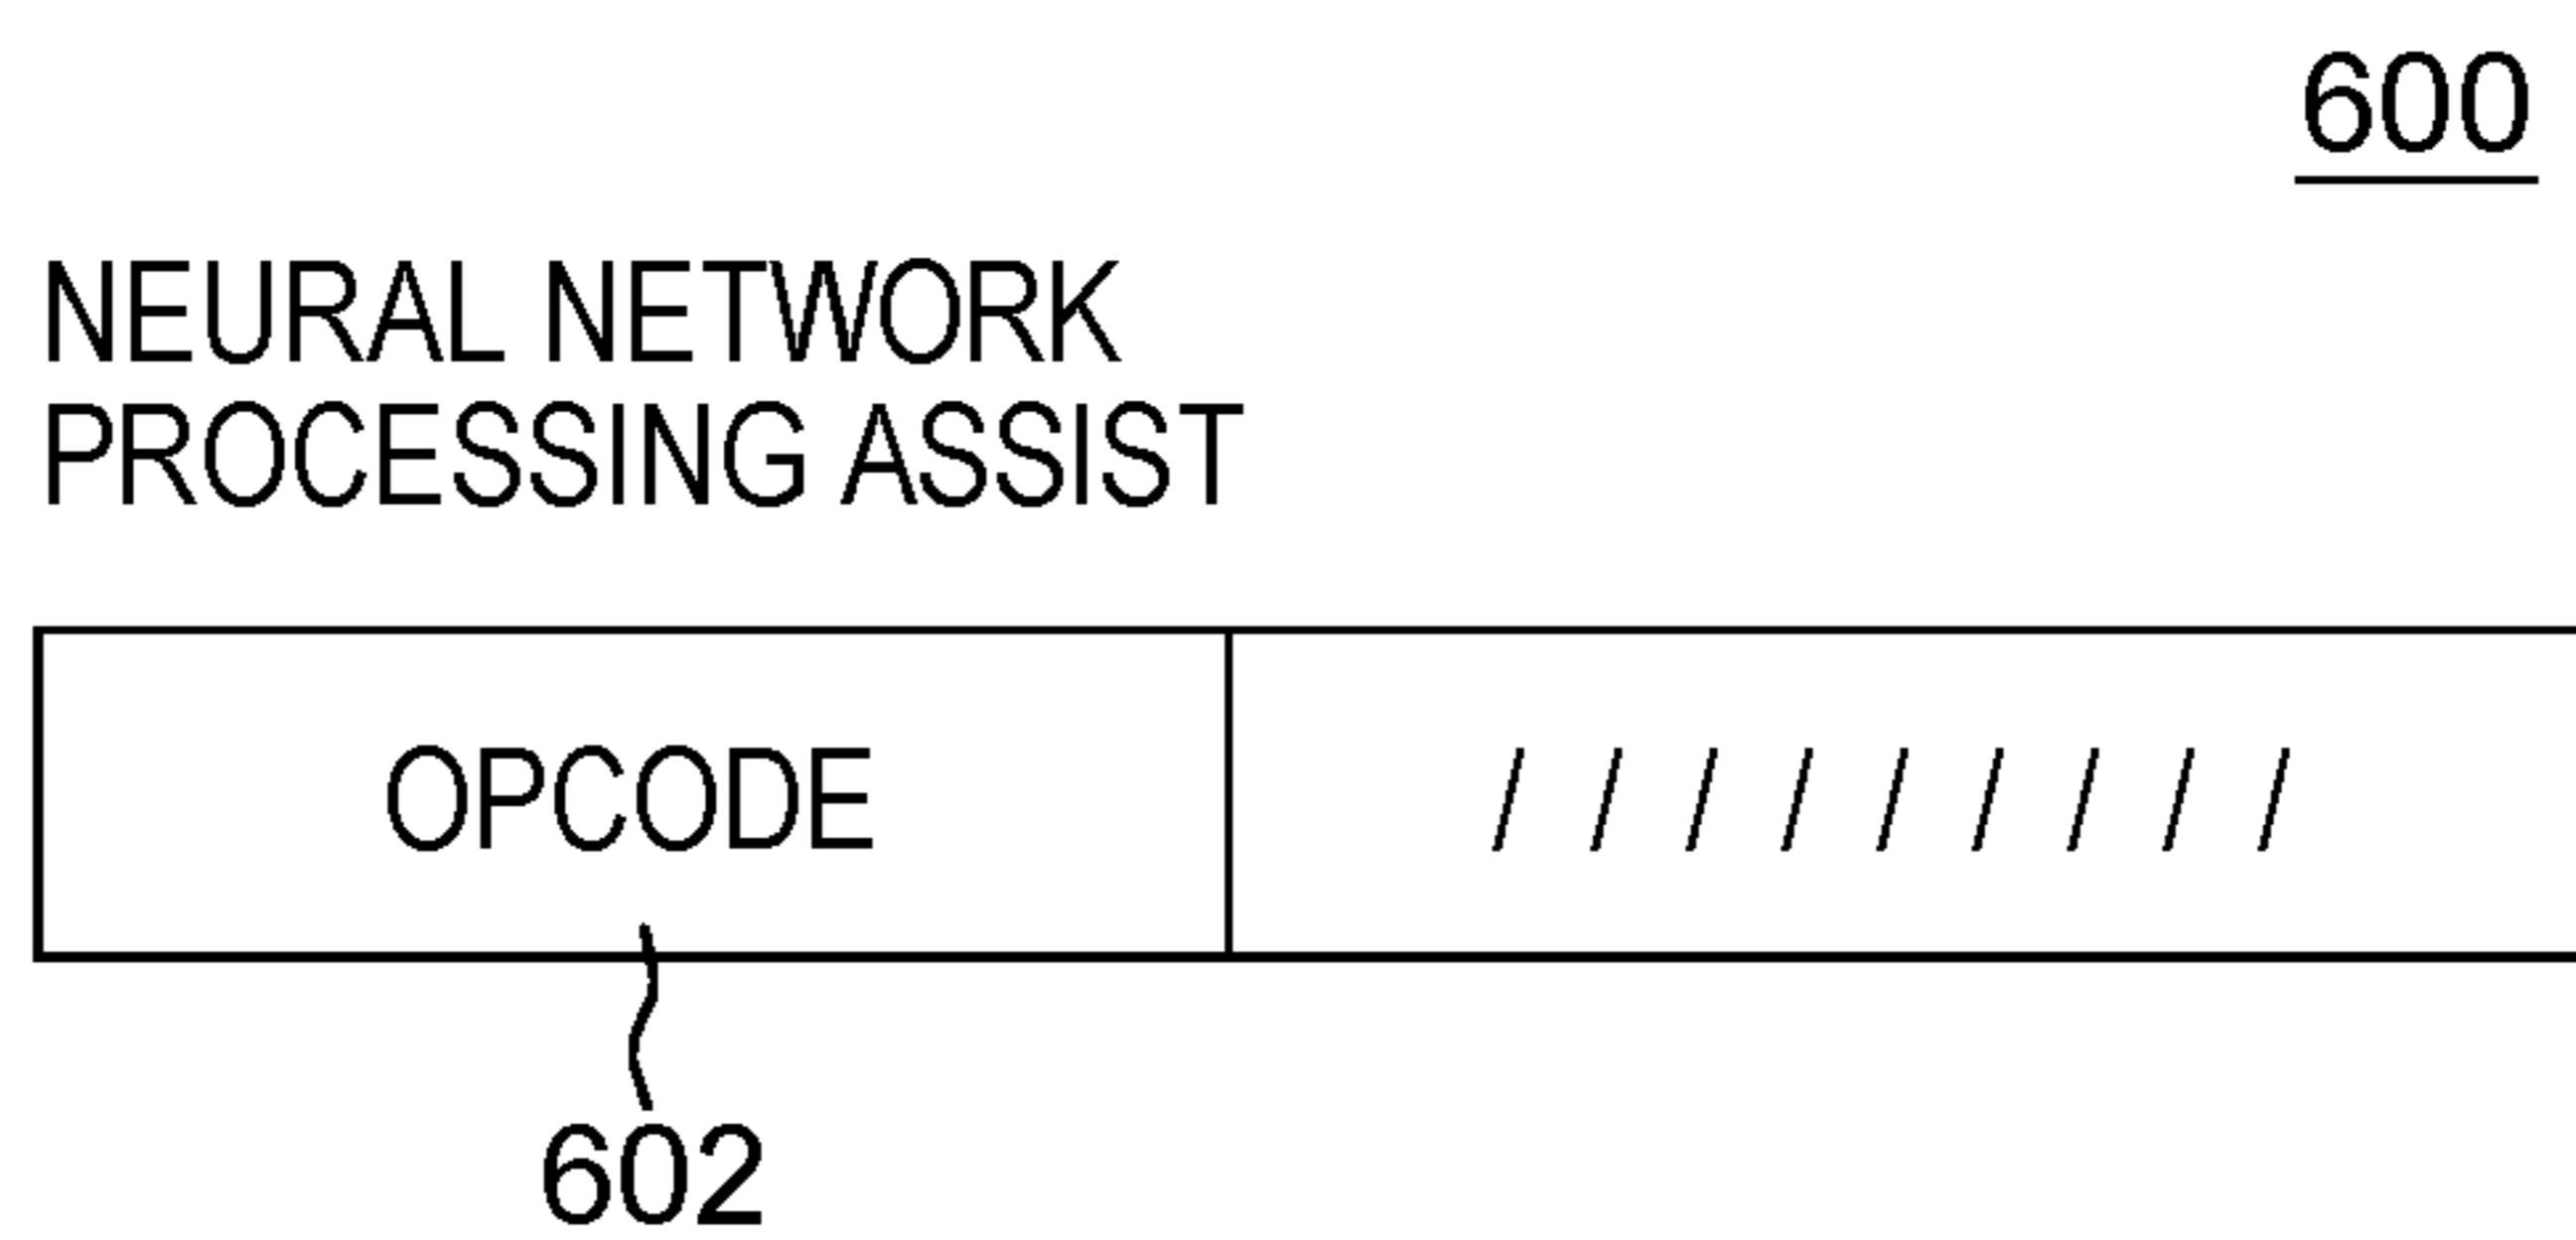 600
NEURAL NETWORK
PROCESSING ASSIST
OPCODE / / / / / / / / /
602